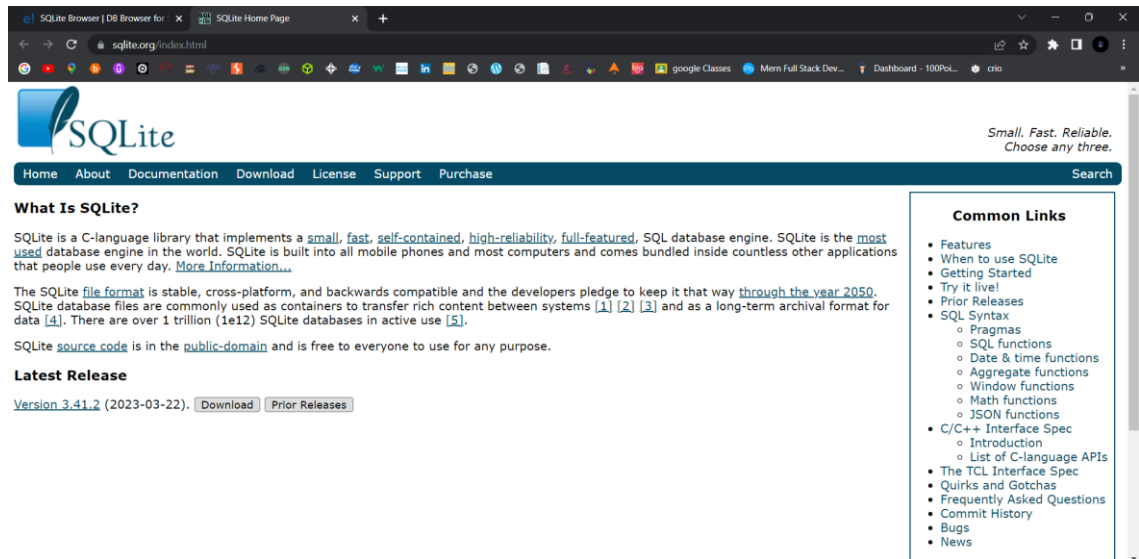 SQLite Browser | DB Browser for
SQLite Home Page
sqlite.org/index.html
google Classes
Mern Full Stack Dev...
Dashboard - 100Poi...
crio
SQLite
Small. Fast. Reliable.
Choose any three.
Home About Documentation Download License Support Purchase Search
What Is SQLite?
SQLite is a C-language library that implements a small, fast, self-contained, high-reliability, full-featured, SQL database engine. SQLite is the most
used database engine in the world. SQLite is built into all mobile phones and most computers and comes bundled inside countless other applications
that people use every day. More Information...
The SQLite file format is stable, cross-platform, and backwards compatible and the developers pledge to keep it that way through the year 2050.
SQLite database files are commonly used as containers to transfer rich content between systems [1] [2] [3] and as a long-term archival format for
data [4]. There are over 1 trillion (1e12) SQLite databases in active use [5].
SQLite source code is in the public-domain and is free to everyone to use for any purpose.
Latest Release
Version 3.41.2 (2023-03-22). Download Prior Releases
Common Links
Features
When to use SQLite
Getting Started
Try it live!
Prior Releases
SQL Syntax
Pragmas
SQL functions
Date & time functions
Aggregate functions
Window functions
Math functions
JSON functions
C/C++ Interface Spec
Introduction
List of C-language APIs
The TCL Interface Spec
Quirks and Gotchas
Frequently Asked Questions
Commit History
Bugs
News